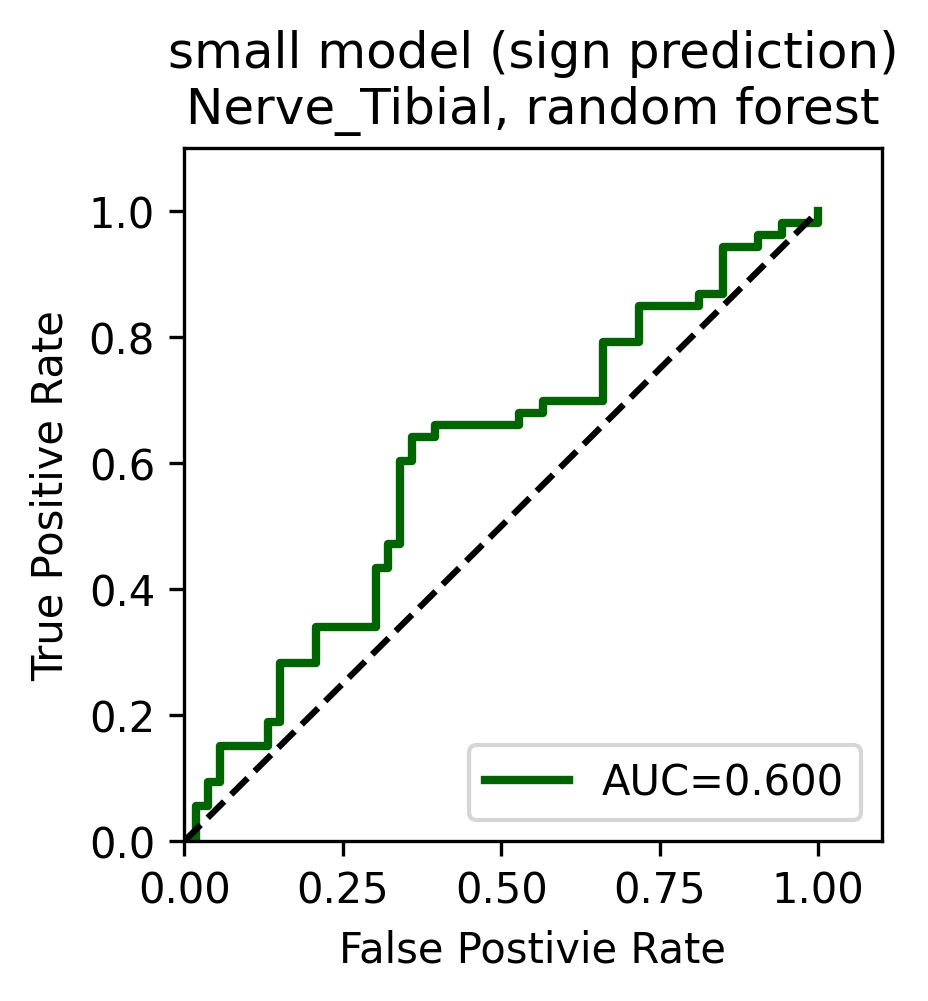 small model (sign prediction)
Nerve_Tibial, random forest
1.0
0.8
0.6
0.4
0.2
0.0
True Positive Rate
AUC=0.600
0.00 0.25 0.50 0.75 1.00
False Postivie Rate